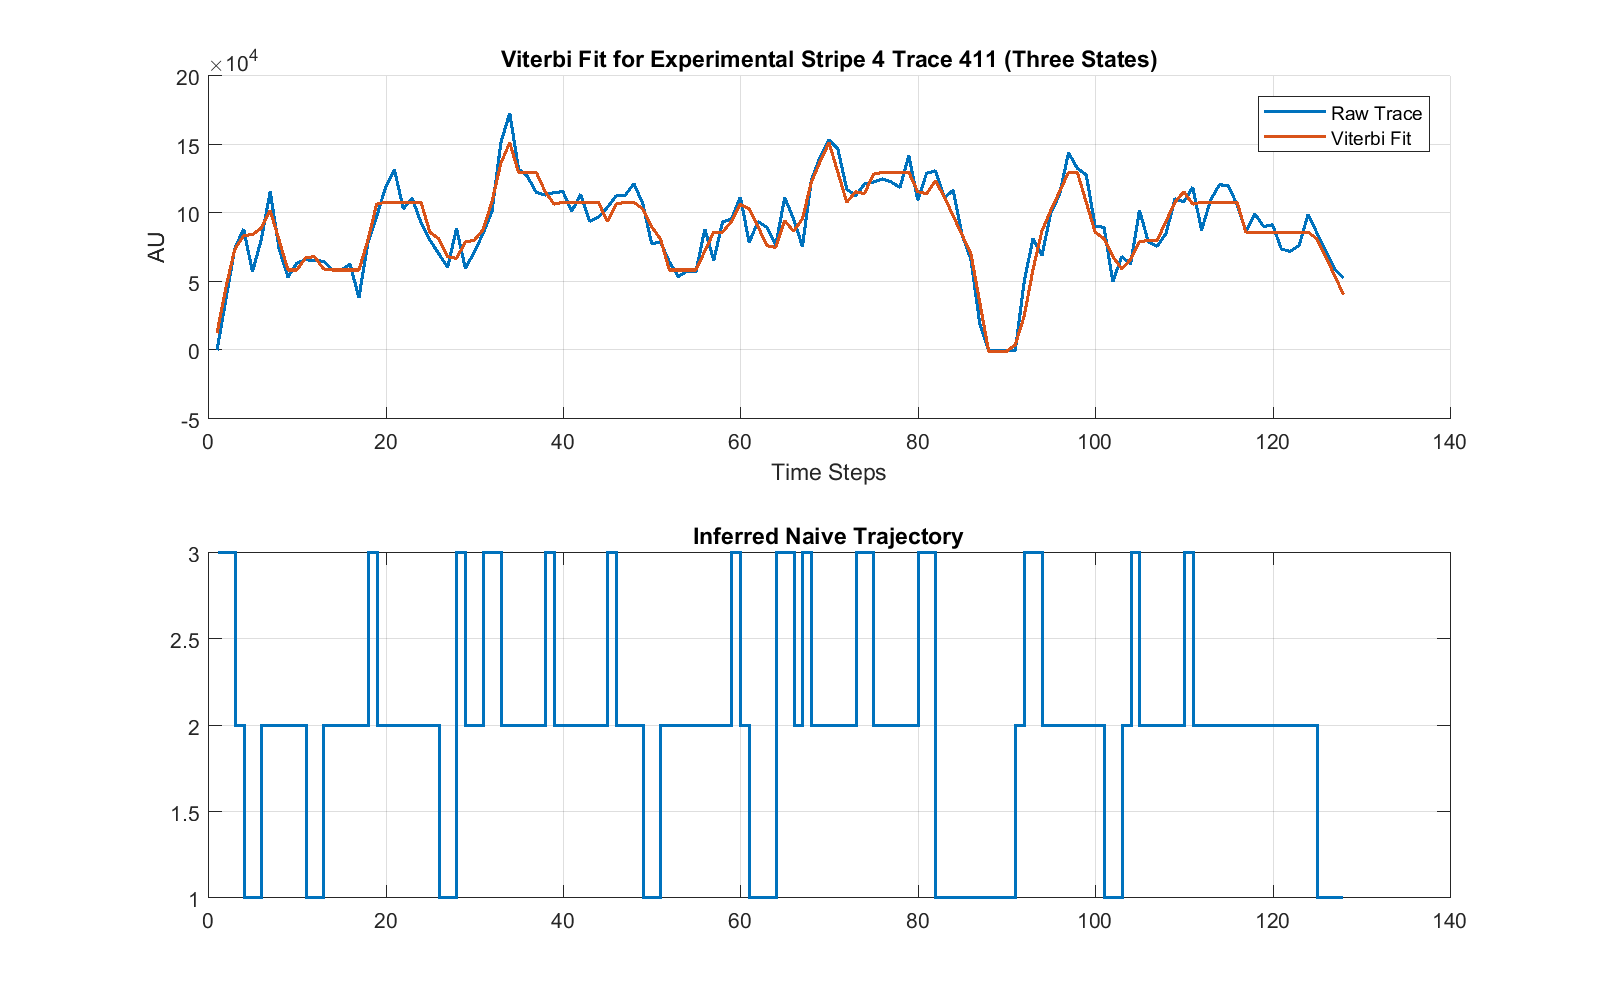 Viterbi Fit for Experimental Stripe 4 Trace 411 (Three States)
×10^4
20
15
10
5
0
-5
AU
Raw Trace
Viterbi Fit
0 20 40 60 80 100 120 140
Time Steps
Inferred Naive Trajectory
3
2.5
2
1.5
1
0 20 40 60 80 100 120 140